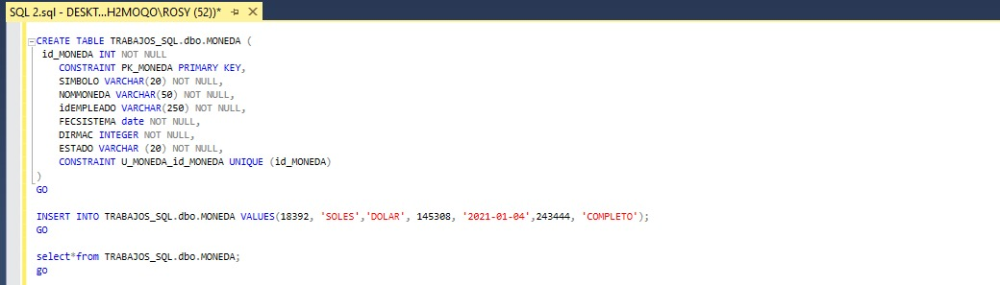 SQL 2.sql - DESKT...H2MOQO\ROSY (52))*
CREATE TABLE TRABAJOS_SQL.dbo.MONEDA (
id_MONEDA INT NOT NULL
CONSTRAINT PK_MONEDA PRIMARY KEY,
SIMBOLO VARCHAR(20) NOT NULL,
NOMMONEDA VARCHAR(50) NOT NULL,
idEMPLEADO VARCHAR(250) NOT NULL,
FECSISTEMA date NOT NULL,
DIRMAC INTEGER NOT NULL,
ESTADO VARCHAR (20) NOT NULL,
CONSTRAINT U_MONEDA_id_MONEDA UNIQUE (id_MONEDA)
)
GO
INSERT INTO TRABAJOS_SQL.dbo.MONEDA VALUES(18392, 'SOLES','DOLAR', 145308, '2021-01-04',243444, 'COMPLETO');
GO
select*from TRABAJOS_SQL.dbo.MONEDA;
go